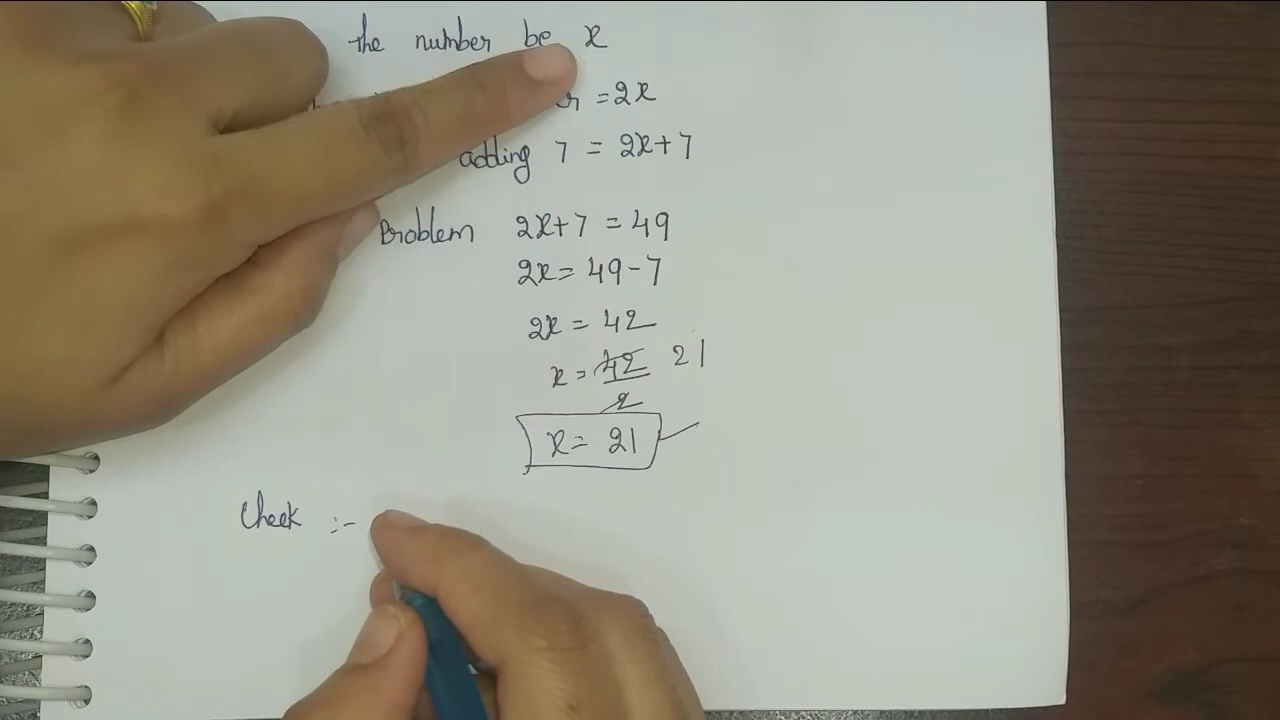 the number be x
= 2x
adding 7 = 2x + 7
Problem 2x + 7 = 49
2x = 49 - 7
2x = 42
x = 42/2 21
x = 21
Check :-